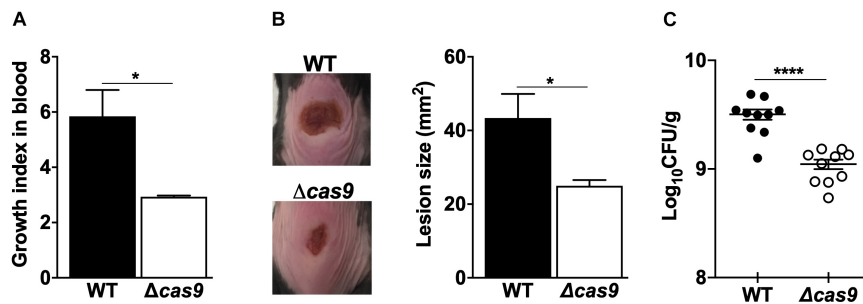 A
Growth index in blood
8
6
4
2
0
*
WT
Δcas9
B
WT
Δcas9
Lesion size (mm²)
60
40
20
0
*
WT
Δcas9
C
Log₁₀CFU/g
10
9
8
****
WT
Δcas9